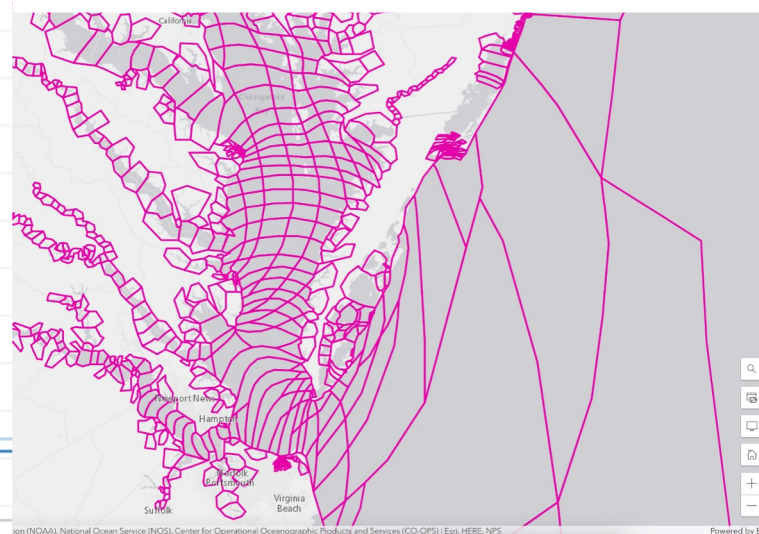 California
Chesapeake
Newport News
Hampton
Norfolk
Portsmouth
Virginia
Beach
Suffolk
ion (NOAA), National Ocean Service (NOS), Center for Operational Oceanographic Products and Services (CO-OPS) | Esri, HERE, NPS
Powered by E